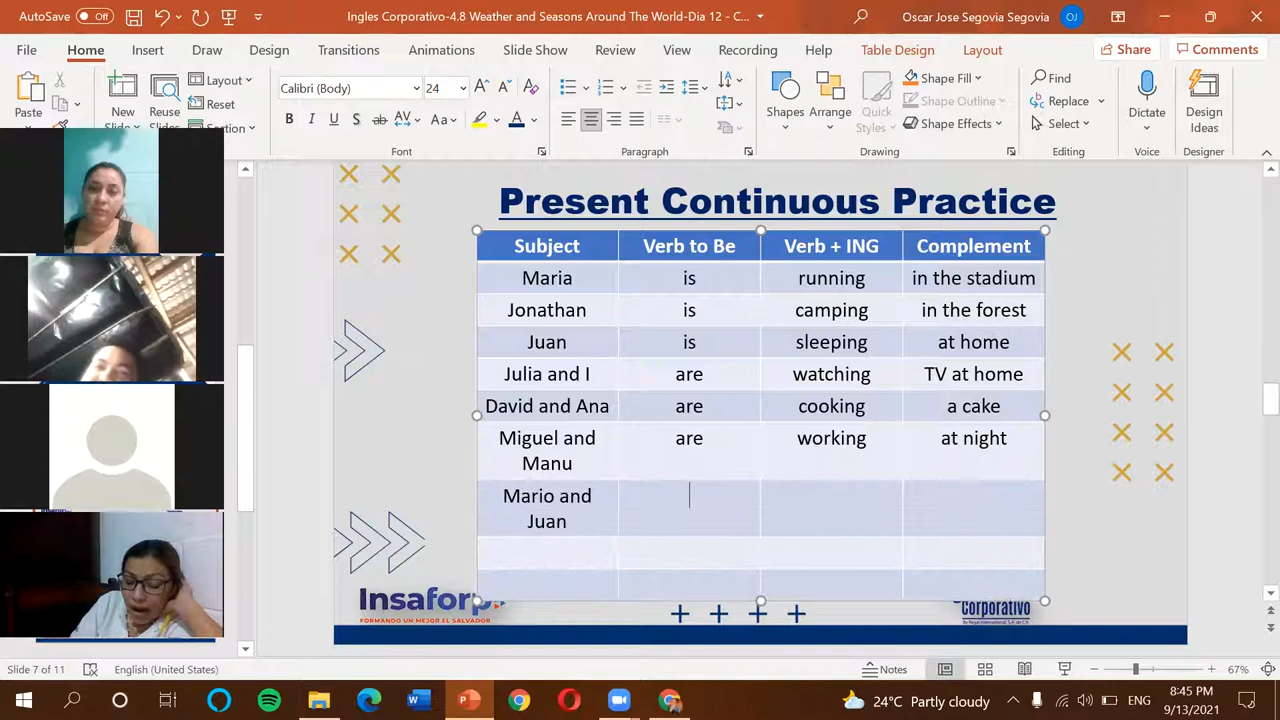 AutoSave Off Ingles Corporativo-4.8 Weather and Seasons Around The World-Dia 12 - C... Oscar Jose Segovia Segovia OJ
File Home Insert Draw Design Transitions Animations Slide Show Review View Recording Help Table Design Layout Share Comments
Paste New Reuse Layout Reset Section Calibri (Body) 24 Shapes Arrange Quick Styles Shape Fill Shape Outline Shape Effects Find Replace Select Dictate Design Ideas
Font Paragraph Drawing Editing Voice Designer
Present Continuous Practice
Subject Verb to Be Verb + ING Complement
Maria is running in the stadium
Jonathan is camping in the forest
Juan is sleeping at home
Julia and I are watching TV at home
David and Ana are cooking a cake
Miguel and are working at night
Manu
Mario and
Juan
Insaforp
FORMANDO UN MEJOR EL SALVADOR
Corporativo
Slide 7 of 11 English (United States) Notes 67%
24°C Partly cloudy ENG 8:45 PM
9/13/2021